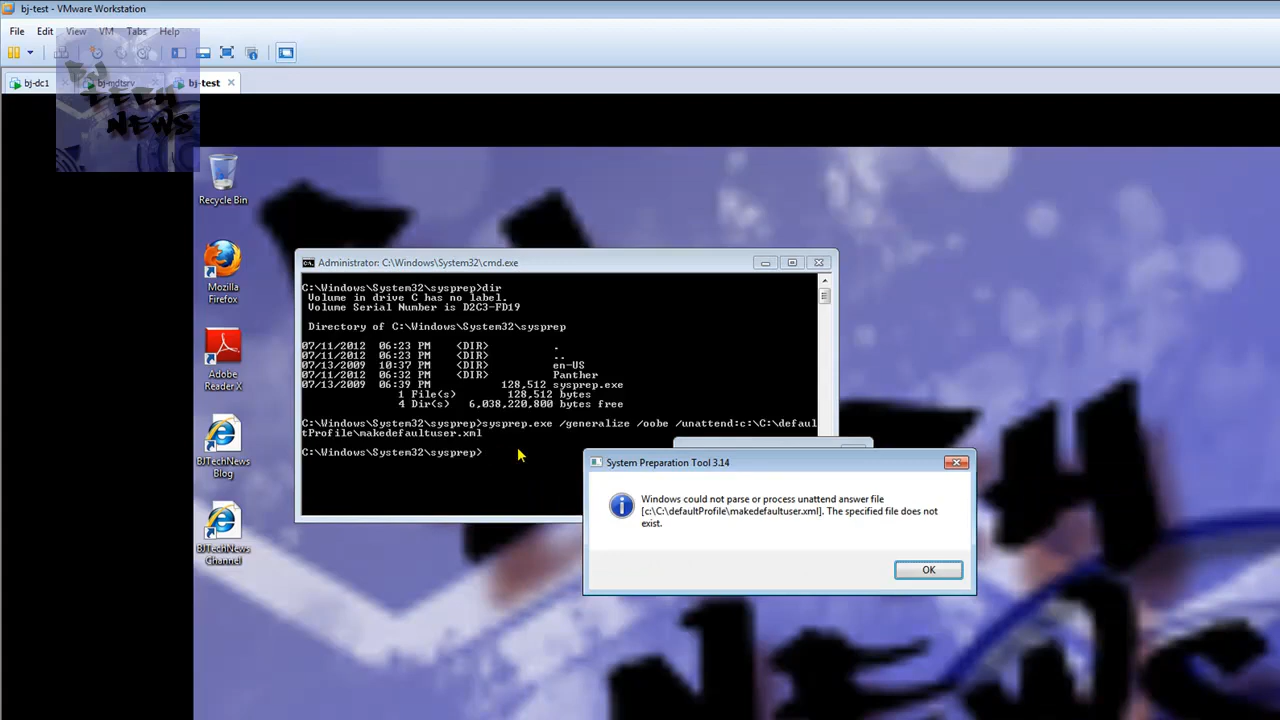 bj-test - VMware Workstation
File Edit View VM Tabs Help
bj-dc1 bj-mdtsrv bj-test
BJ
TECH
NEWS
Recycle Bin
Mozilla
Firefox
Adobe
Reader X
BJTechNews
Blog
BJTechNews
Channel
Administrator: C:\Windows\System32\cmd.exe
C:\Windows\System32\sysprep>dir
Volume in drive C has no label.
Volume Serial Number is D2C3-FD19
Directory of C:\Windows\System32\sysprep
07/11/2012 06:23 PM <DIR> .
07/11/2012 06:23 PM <DIR> ..
07/13/2009 10:37 PM <DIR> en-US
07/11/2012 06:32 PM <DIR> Panther
07/13/2009 06:39 PM 128,512 sysprep.exe
1 File(s) 128,512 bytes
4 Dir(s) 6,038,220,800 bytes free
C:\Windows\System32\sysprep>sysprep.exe /generalize /oobe /unattend:c:\C:\defaul
tProfile\makedefaultuser.xml
C:\Windows\System32\sysprep>
System Preparation Tool 3.14
Windows could not parse or process unattend answer file
[c:\C:\defaultProfile\makedefaultuser.xml]. The specified file does not
exist.
OK